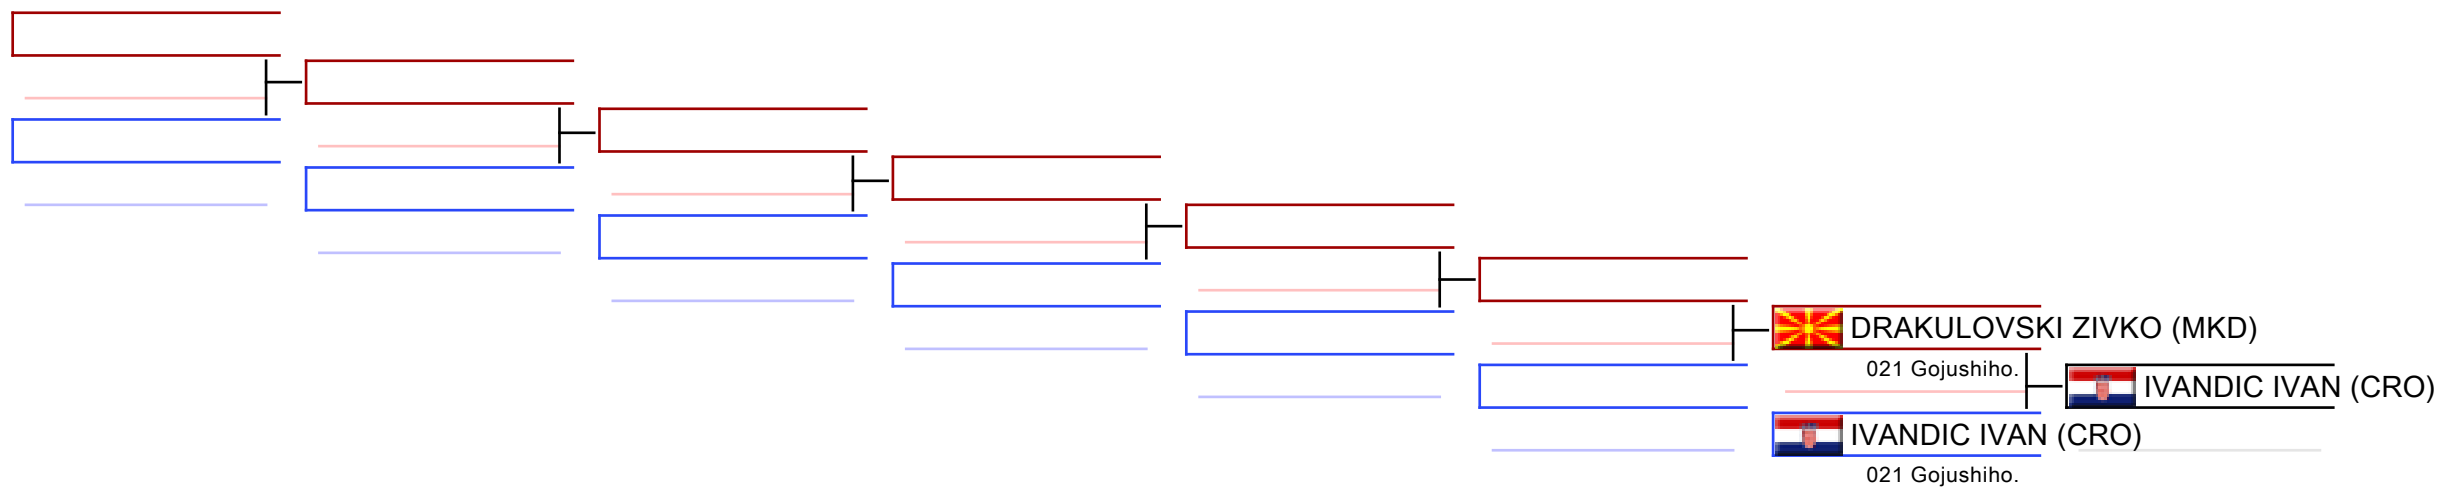 DRAKULOVSKI ZIVKO (MKD)
021 Gojushiho.
IVANDIC IVAN (CRO)
IVANDIC IVAN (CRO)
021 Gojushiho.